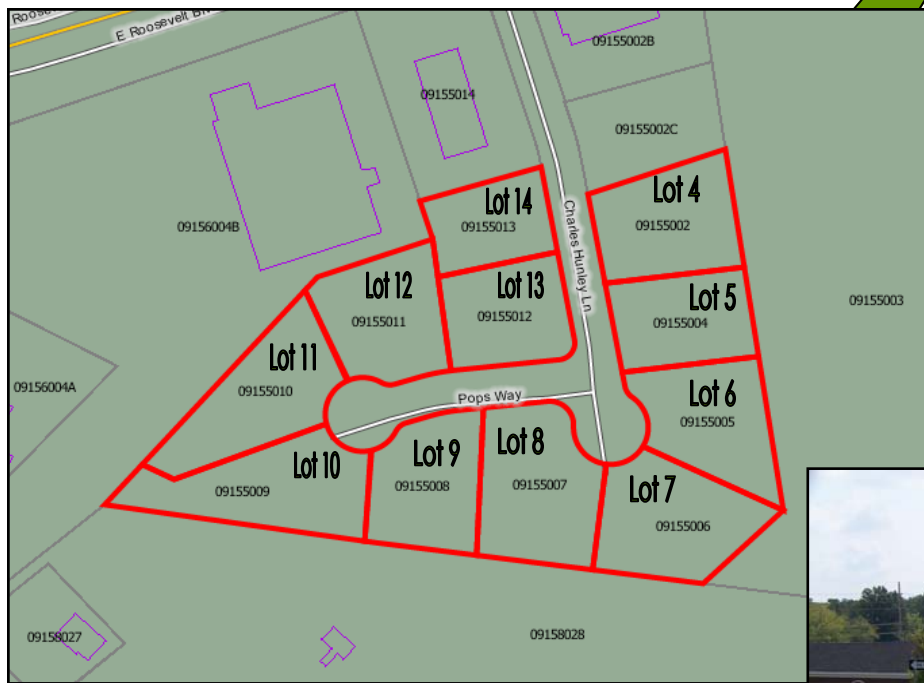 E Roosevelt
09155002B
09155014
09155002C
Lot 14
Lot 4
09155013
09155002
09156004B
Charles Hunley Ln
Lot 12
Lot 13
Lot 5
09155003
09155011
09155012
09155004
Lot 11
09156004A
09155010
Pops Way
Lot 6
09155005
Lot 10
Lot 9
Lot 8
09155009
09155008
09155007
Lot 7
09155006
09158027
09158028